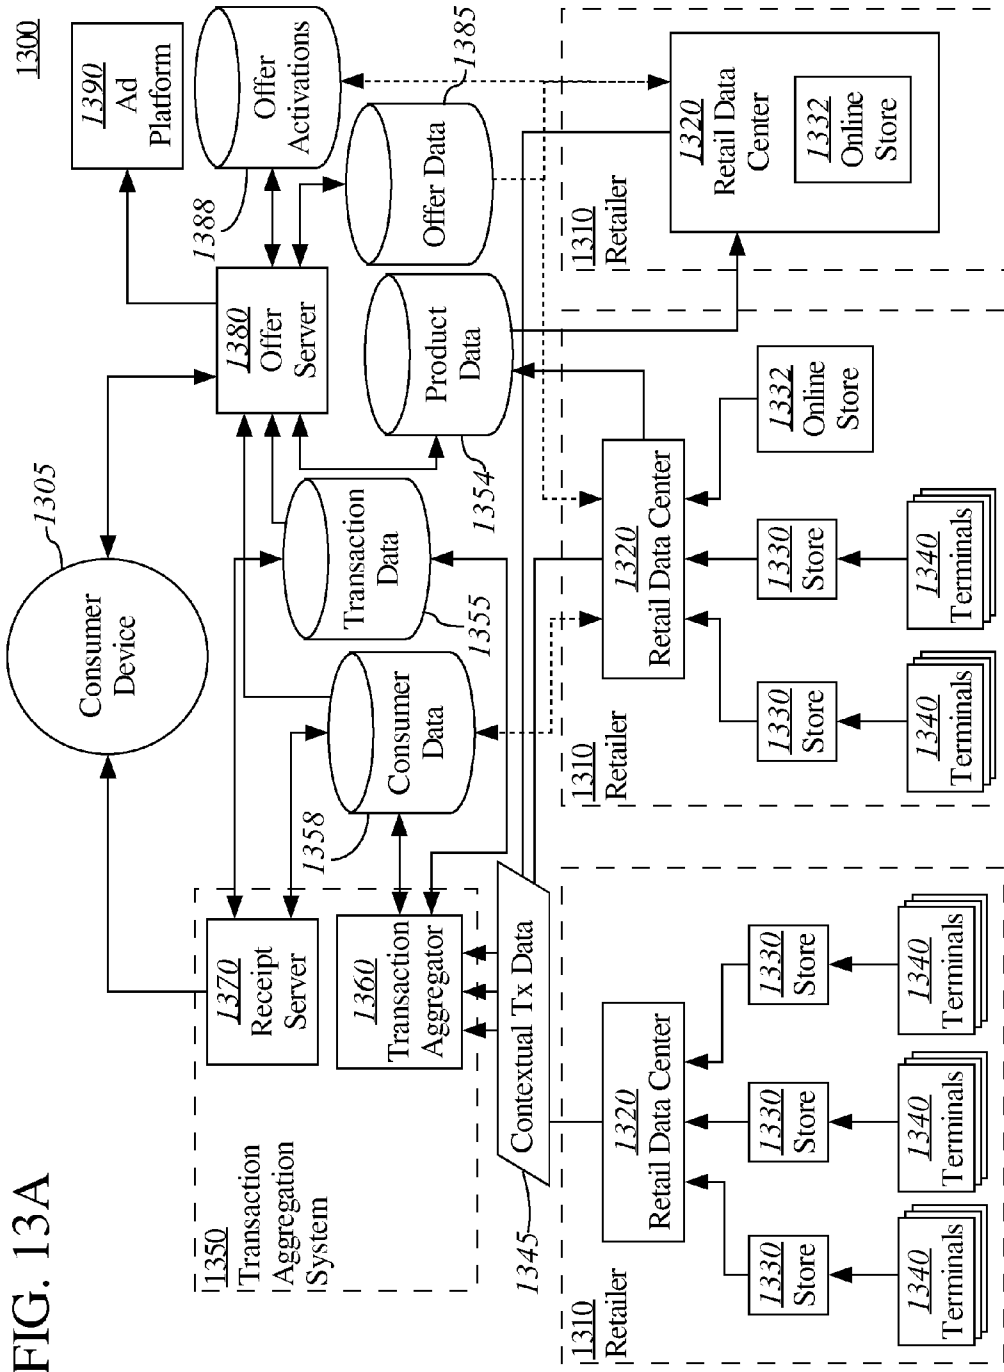 FIG. 13A
1300
Consumer
Device
1305
1390
Ad
Platform
1380
Offer
Server
1388
Offer
Activations
Offer Data
1385
1350
Transaction
Aggregation
System
1370
Receipt
Server
1360
Transaction
Aggregator
1358
Consumer
Data
Transaction
Data
1355
Product
Data
1354
1345
Contextual Tx Data
1310
Retailer
1320
Retail Data Center
1330
Store
1330
Store
1330
Store
1340
Terminals
1340
Terminals
1340
Terminals
1310
Retailer
1320
Retail Data Center
1330
Store
1330
Store
1332
Online
Store
1340
Terminals
1340
Terminals
1310
Retailer
1320
Retail Data
Center
1332
Online
Store